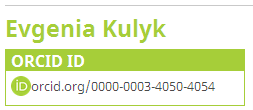 Evgenia Kulyk
ORCID ID
iD orcid.org/0000-0003-4050-4054